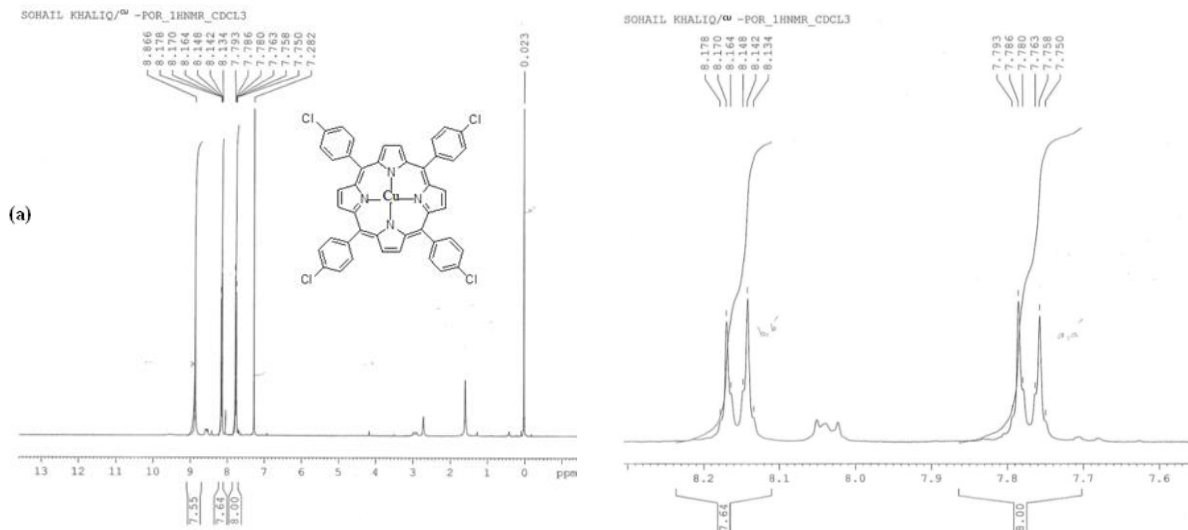 SOHAIL KHALIQ/Cu -POR_1HNMR_CDCL3
8.866
8.178
8.170
8.164
8.148
8.142
8.134
7.793
7.786
7.780
7.763
7.758
7.750
7.282
0.023
(a)
Cl
Cl
N
N
Cu
N
N
Cl
Cl
13 12 11 10 9 8 7 6 5 4 3 2 1 0 ppm
7.55
7.64
8.00
SOHAIL KHALIQ/Cu -POR_1HNMR_CDCL3
8.178
8.170
8.164
8.148
8.142
8.134
7.793
7.786
7.780
7.763
7.758
7.750
b,b'
a,a'
8.2 8.1 8.0 7.9 7.8 7.7 7.6
7.64
8.00